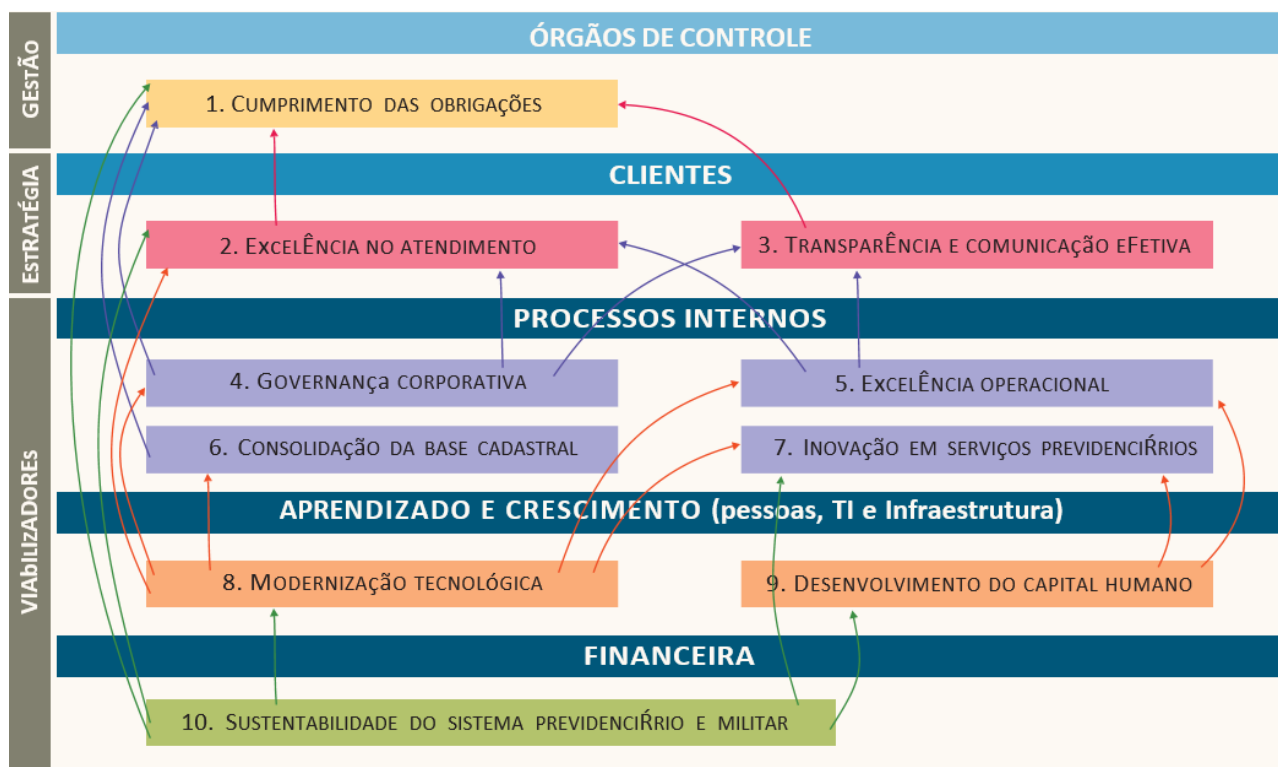 GESTÃO
ÓRGÃOS DE CONTROLE
1. CUMPRIMENTO DAS OBRIGAÇÕES
ESTRATÉGIA
CLIENTES
2. EXCELÊNCIA NO ATENDIMENTO
3. TRANSPARÊNCIA E COMUNICAÇÃO EFETIVA
VIAbILIZADOREs
PROCESSOS INTERNOS
4. GOVERNANÇa CORPORATIVA
5. EXCELÊNCIA OPERACIONAL
6. CONSOLIDAÇÃO DA BASE CADASTRAL
7. INOVAÇÃO EM SERVIÇOS PREVIDENCIŔRIOS
APRENDIZADO E CRESCIMENTO (pessoas, TI e Infraestrutura)
8. MODERNIZAÇÃO TECNOLÓGICA
9. DESENVOLVIMENTO DO CAPITAL HUMANO
FINANCEIRA
10. SUSTENTABILIDADE DO SISTEMA PREVIDENCIŔRIO E MILITAR